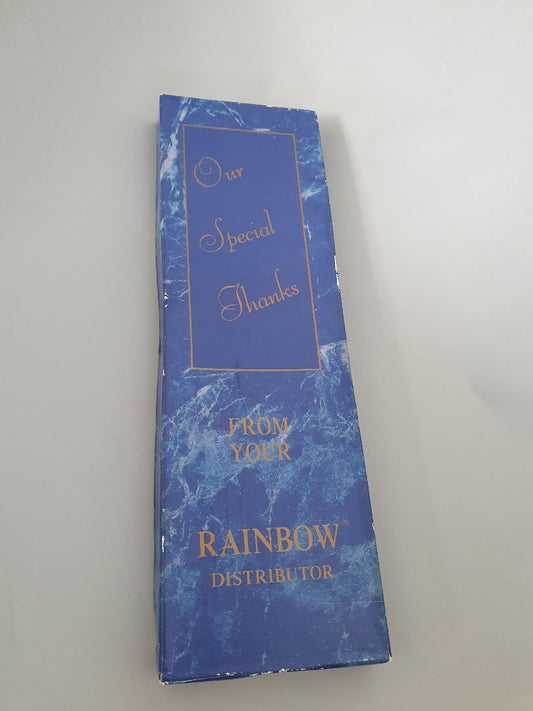 Our
Special
Thanks
FROM
YOUR
RAINBOW®
DISTRIBUTOR